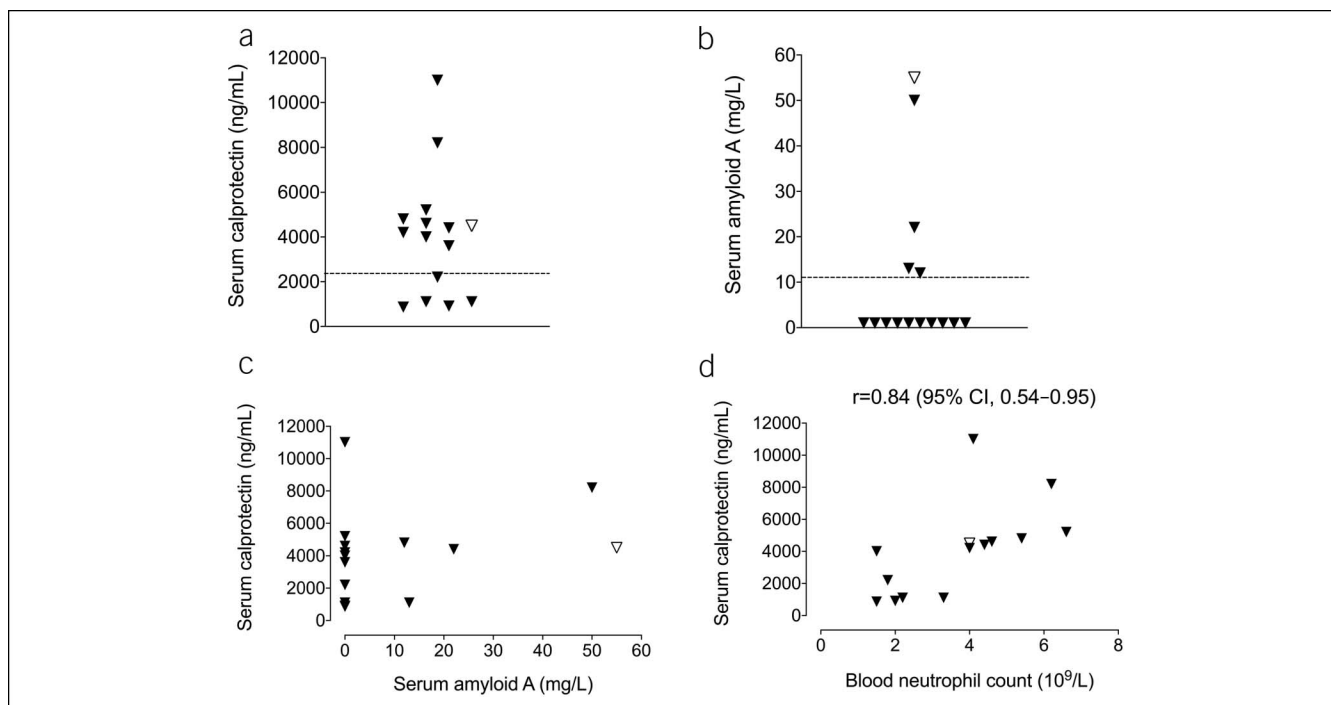 a
Serum calprotectin (ng/mL)
12000
10000
8000
6000
4000
2000
0
b
Serum amyloid A (mg/L)
60
50
40
30
20
10
0
c
Serum calprotectin (ng/mL)
12000
10000
8000
6000
4000
2000
0
0 10 20 30 40 50 60
Serum amyloid A (mg/L)
d
r=0.84 (95% CI, 0.54–0.95)
Serum calprotectin (ng/mL)
12000
10000
8000
6000
4000
2000
0
0 2 4 6 8
Blood neutrophil count (10⁹/L)